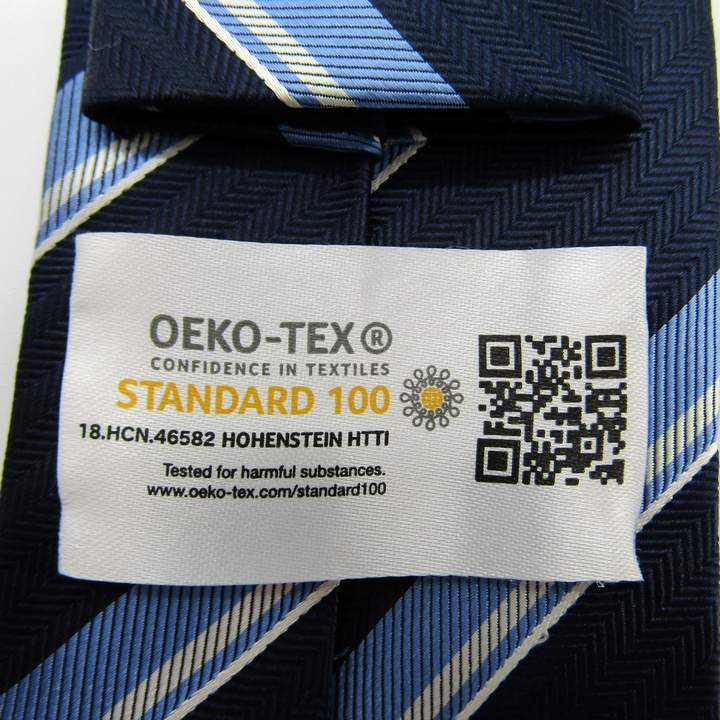 OEKO-TEX®
CONFIDENCE IN TEXTILES
STANDARD 100
18.HCN.46582 HOHENSTEIN HTTI
Tested for harmful substances.
www.oeko-tex.com/standard100